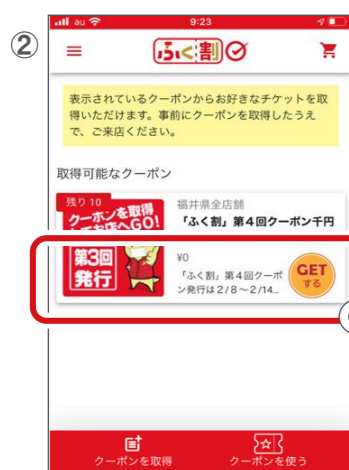 ②
au 9:23
ふく割
表示されているクーポンからお好きなチケットを取
得いただけます。事前にクーポンを取得したうえ
で、ご来店ください。
取得可能なクーポン
残り 10
クーポンを取得
お店へGO!
第3回
発行
福井県全店舗
「ふく割」第4回クーポン千円
¥0
「ふく割」第4回クーポ
ン発行は2/8～2/14...
GET
する
クーポンを取得
クーポンを使う